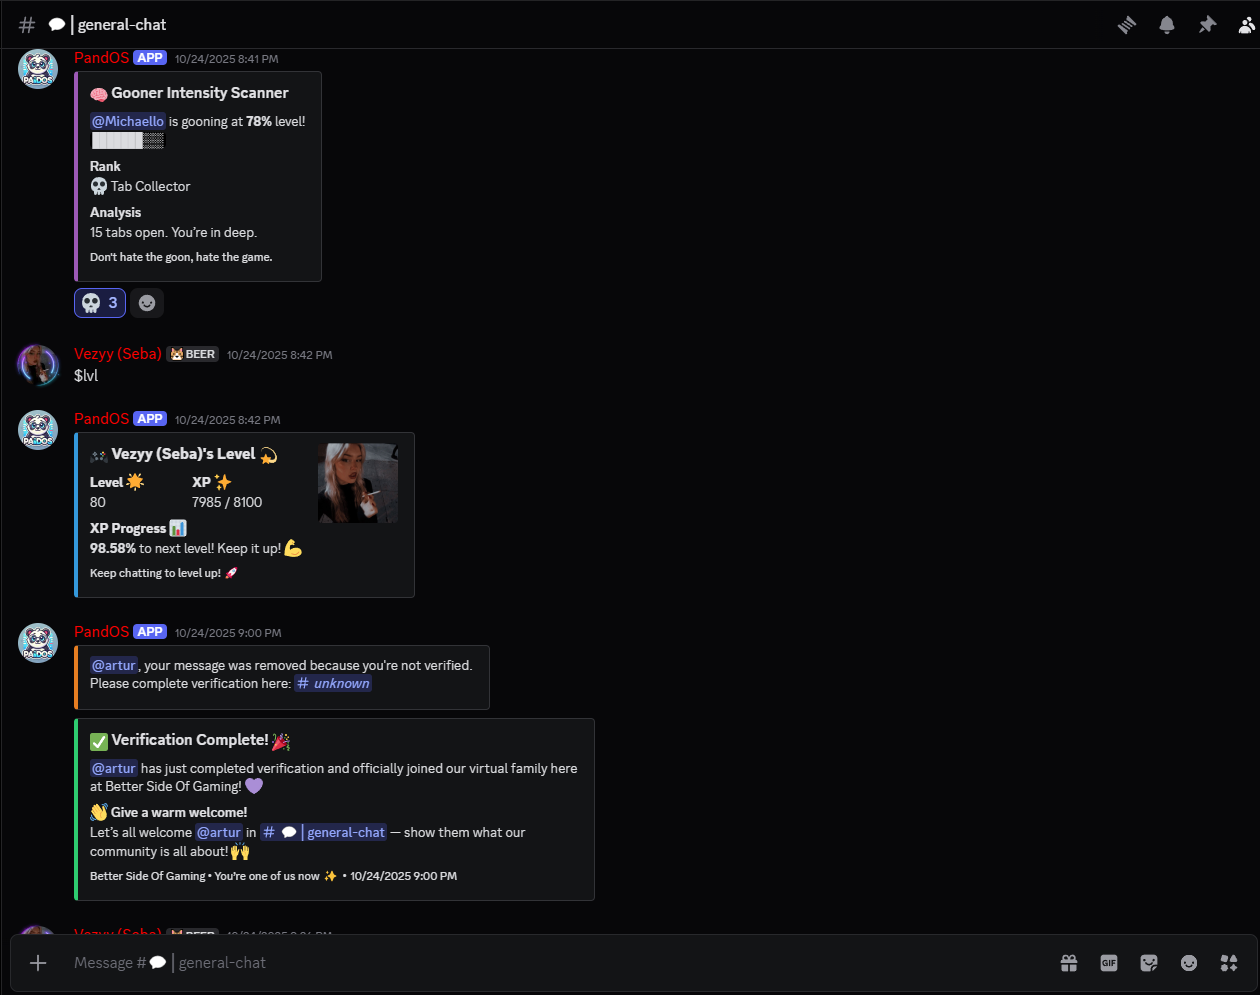 # 💬 | general-chat
PandOS APP 10/24/2025 8:41 PM
🧠 Gooner Intensity Scanner
@Michaello is gooning at 78% level!
Rank
💀 Tab Collector
Analysis
15 tabs open. You're in deep.
Don't hate the goon, hate the game.
💀 3
Vezyy (Seba) BEER 10/24/2025 8:42 PM
$lvl
PandOS APP 10/24/2025 8:42 PM
🎮 Vezyy (Seba)'s Level 💫
Level 🌟 XP ✨
80 7985 / 8100
XP Progress 📊
98.58% to next level! Keep it up! 💪
Keep chatting to level up! 🚀
PandOS APP 10/24/2025 9:00 PM
@artur, your message was removed because you're not verified.
Please complete verification here: # unknown
✅ Verification Complete! 🎉
@artur has just completed verification and officially joined our virtual family here
at Better Side Of Gaming! 💜
👋 Give a warm welcome!
Let's all welcome @artur in # 💬 | general-chat — show them what our
community is all about! 🙌
Better Side Of Gaming • You're one of us now ✨ • 10/24/2025 9:00 PM
Vezyy (Seba) BEER
Message # 💬 | general-chat
GIF